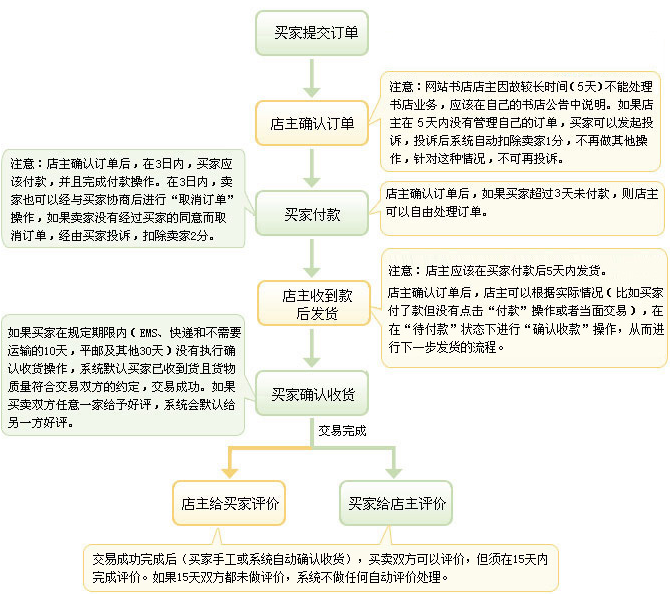 买家提交订单
注意：网站书店店主因故较长时间(5天)不能处理
书店业务，应该在自己的书店公告中说明。如果店
主在 5天内没有管理自己的订单，买家可以发起投
诉，投诉后系统自动扣除卖家1分，不再做其他操
作，针对这种情况，不可再投诉。
店主确认订单
注意：店主确认订单后，在3日内，买家应
该付款，并且完成付款操作。在3日内，卖
家也可以经与买家协商后进行“取消订单”
操作，如果卖家没有经过买家的同意而取
消订单，经由买家投诉，扣除卖家2分。
买家付款
店主确认订单后，如果买家超过3天未付款，则店主
可以自由处理订单。
注意：店主应该在买家付款后5天内发货。
店主确认订单后，店主可以根据实际情况（比如买家
付了款但没有点击“付款”操作或者当面交易），在
在“待付款”状态下进行“确认收款”操作，从而进
行下一步发货的流程。
店主收到款
后发货
如果买家在规定期限内（EMS、快递和不需要
运输的10天，平邮及其他30天）没有执行确
认收货操作，系统默认买家已收到货且货物
质量符合交易双方的约定，交易成功。如果
买卖双方任意一家给予好评，系统会默认给
另一方好评。
买家确认收货
交易完成
店主给买家评价
买家给店主评价
交易成功完成后（买家手工或系统自动确认收货），买卖双方可以评价，但须在15天内
完成评价。如果15天双方都未做评价，系统不做任何自动评价处理。